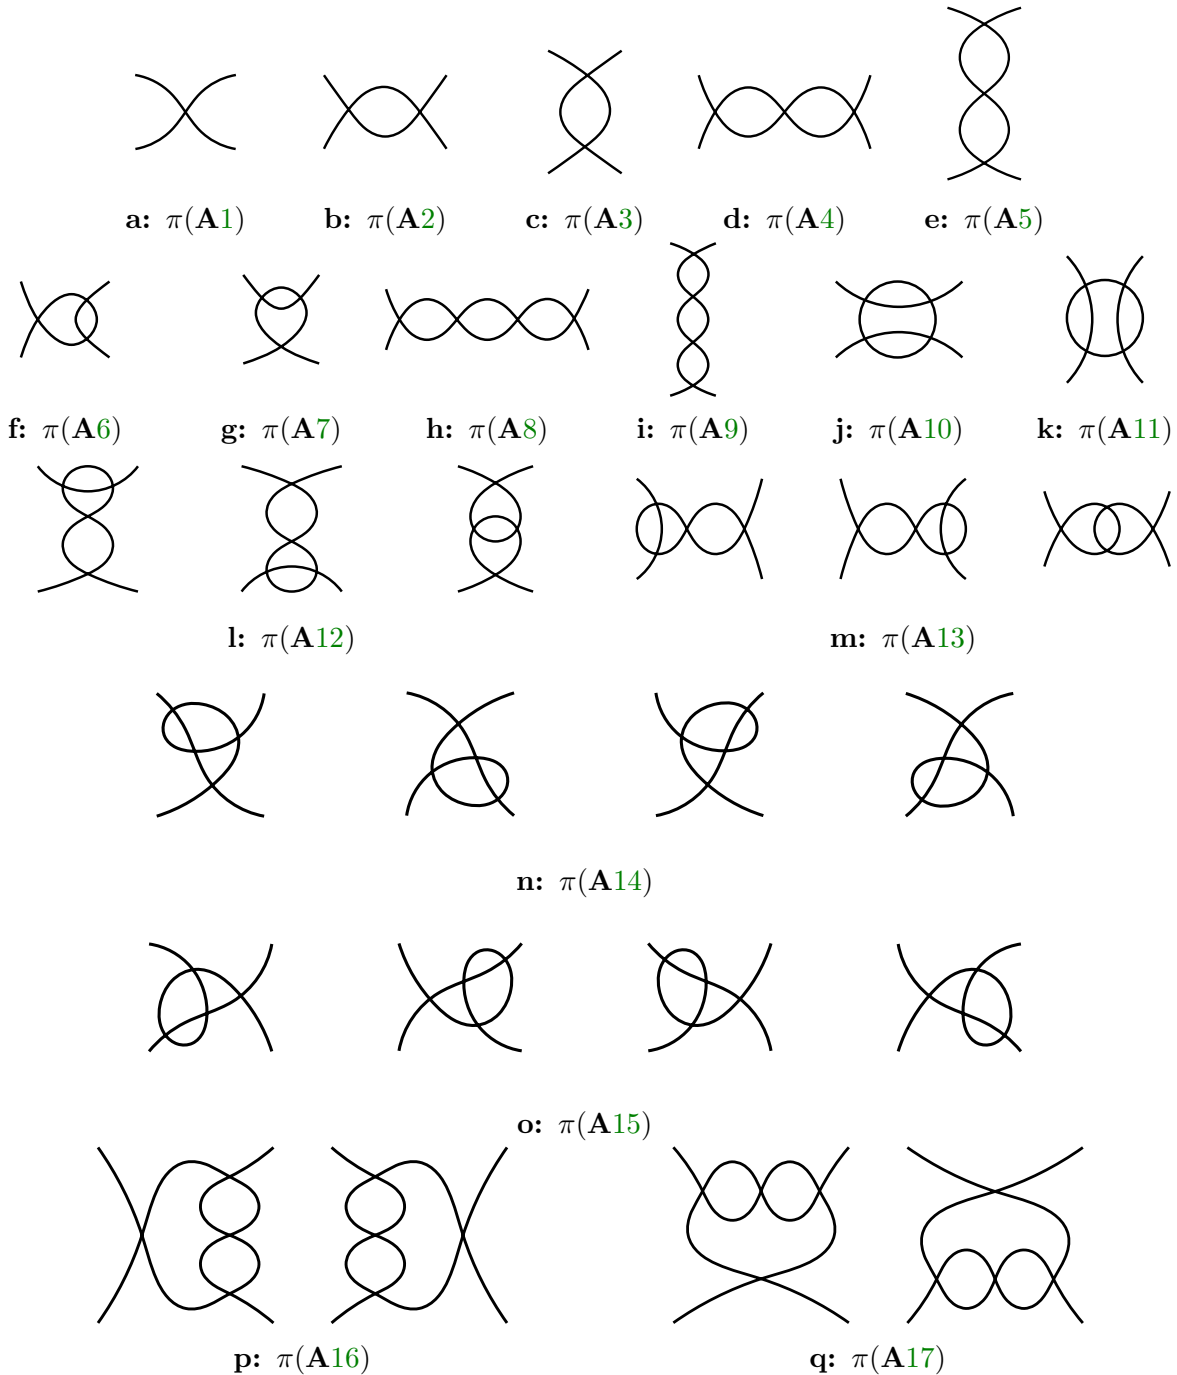 a: π(A1) b: π(A2) c: π(A3) d: π(A4) e: π(A5)
f: π(A6) g: π(A7) h: π(A8) i: π(A9) j: π(A10) k: π(A11)
l: π(A12) m: π(A13)
n: π(A14)
o: π(A15)
p: π(A16) q: π(A17)